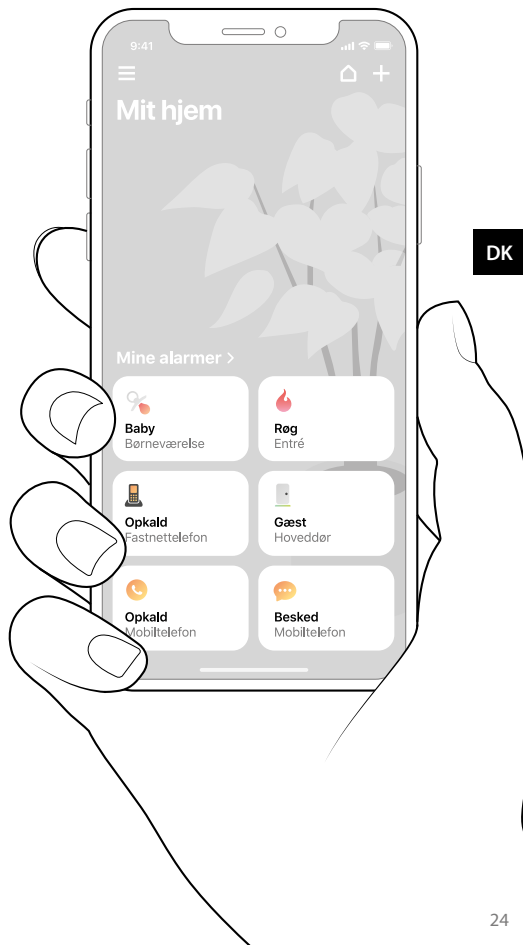 9:41
Mit hjem
DK
Mine alarmer >
Baby
Børneværelse
Røg
Entré
Opkald
Fastnettelefon
Gæst
Hoveddør
Opkald
Mobiltelefon
Besked
Mobiltelefon
24